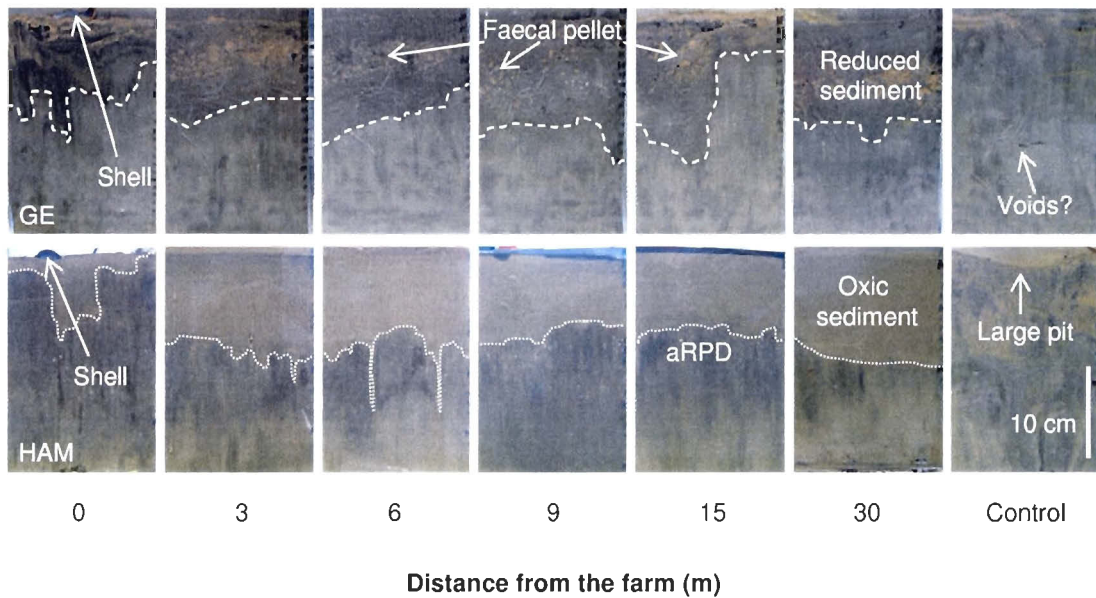 Faecal pellet
Reduced
sediment
Shell
GE
Voids?
Oxic
sediment
Large pit
aRPD
Shell
10 cm
HAM
0 3 6 9 15 30 Control
Distance from the farm (m)